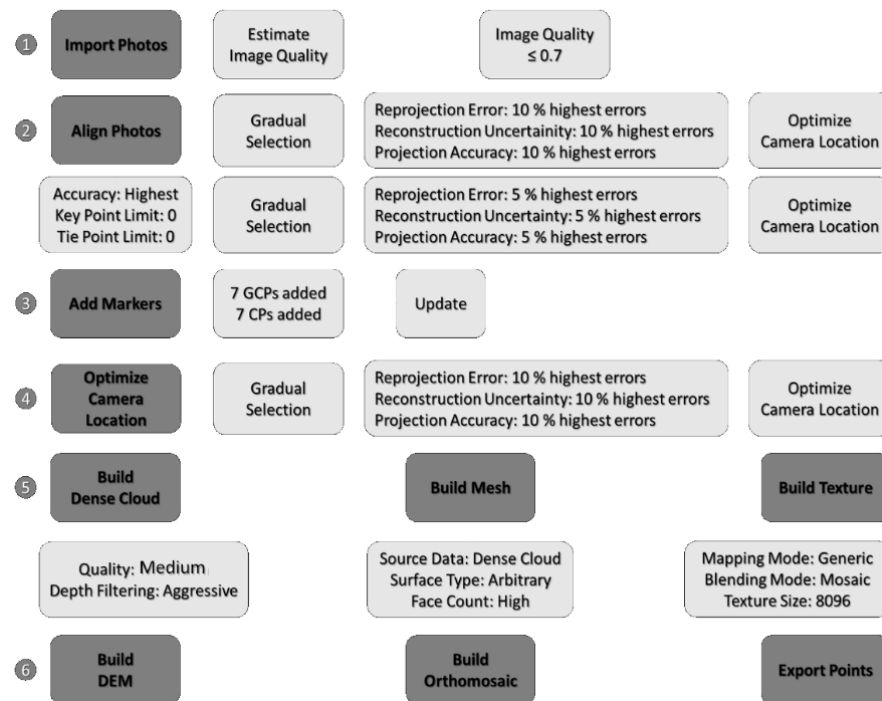 1
Import Photos
Estimate
Image Quality
Image Quality
≤ 0.7
2
Align Photos
Gradual
Selection
Reprojection Error: 10 % highest errors
Reconstruction Uncertainity: 10 % highest errors
Projection Accuracy: 10 % highest errors
Optimize
Camera Location
Accuracy: Highest
Key Point Limit: 0
Tie Point Limit: 0
Gradual
Selection
Reprojection Error: 5 % highest errors
Reconstruction Uncertainty: 5 % highest errors
Projection Accuracy: 5 % highest errors
Optimize
Camera Location
3
Add Markers
7 GCPs added
7 CPs added
Update
4
Optimize
Camera
Location
Gradual
Selection
Reprojection Error: 10 % highest errors
Reconstruction Uncertainty: 10 % highest errors
Projection Accuracy: 10 % highest errors
Optimize
Camera Location
5
Build
Dense Cloud
Build Mesh
Build Texture
Quality: Medium
Depth Filtering: Aggressive
Source Data: Dense Cloud
Surface Type: Arbitrary
Face Count: High
Mapping Mode: Generic
Blending Mode: Mosaic
Texture Size: 8096
6
Build
DEM
Build
Orthomosaic
Export Points